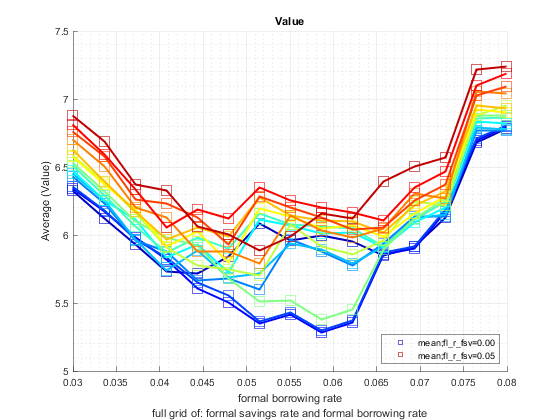 Value
7.5
7
6.5
6
5.5
5
Average (Value)
0.03 0.035 0.04 0.045 0.05 0.055 0.06 0.065 0.07 0.075 0.08
mean;fl_r_fsv=0.00
mean;fl_r_fsv=0.05
formal borrowing rate
full grid of: formal savings rate and formal borrowing rate